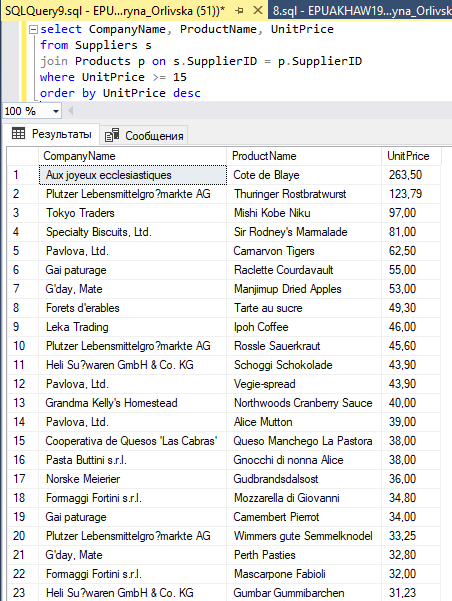 SQLQuery9.sql - EPU...ryna_Orlivska (51))*
8.sql - EPUAKHAW19...yna_Orlivsk
select CompanyName, ProductName, UnitPrice
from Suppliers s
join Products p on s.SupplierID = p.SupplierID
where UnitPrice >= 15
order by UnitPrice desc
100 %
Результаты Сообщения
CompanyName ProductName UnitPrice
1 Aux joyeux ecclesiastiques Cote de Blaye 263,50
2 Plutzer Lebensmittelgro?markte AG Thuringer Rostbratwurst 123,79
3 Tokyo Traders Mishi Kobe Niku 97,00
4 Specialty Biscuits, Ltd. Sir Rodney's Marmalade 81,00
5 Pavlova, Ltd. Carnarvon Tigers 62,50
6 Gai paturage Raclette Courdavault 55,00
7 G'day, Mate Manjimup Dried Apples 53,00
8 Forets d'erables Tarte au sucre 49,30
9 Leka Trading Ipoh Coffee 46,00
10 Plutzer Lebensmittelgro?markte AG Rossle Sauerkraut 45,60
11 Heli Su?waren GmbH & Co. KG Schoggi Schokolade 43,90
12 Pavlova, Ltd. Vegie-spread 43,90
13 Grandma Kelly's Homestead Northwoods Cranberry Sauce 40,00
14 Pavlova, Ltd. Alice Mutton 39,00
15 Cooperativa de Quesos 'Las Cabras' Queso Manchego La Pastora 38,00
16 Pasta Buttini s.r.l. Gnocchi di nonna Alice 38,00
17 Norske Meierier Gudbrandsdalsost 36,00
18 Formaggi Fortini s.r.l. Mozzarella di Giovanni 34,80
19 Gai paturage Camembert Pierrot 34,00
20 Plutzer Lebensmittelgro?markte AG Wimmers gute Semmelknodel 33,25
21 G'day, Mate Perth Pasties 32,80
22 Formaggi Fortini s.r.l. Mascarpone Fabioli 32,00
23 Heli Su?waren GmbH & Co. KG Gumbar Gummibarchen 31,23